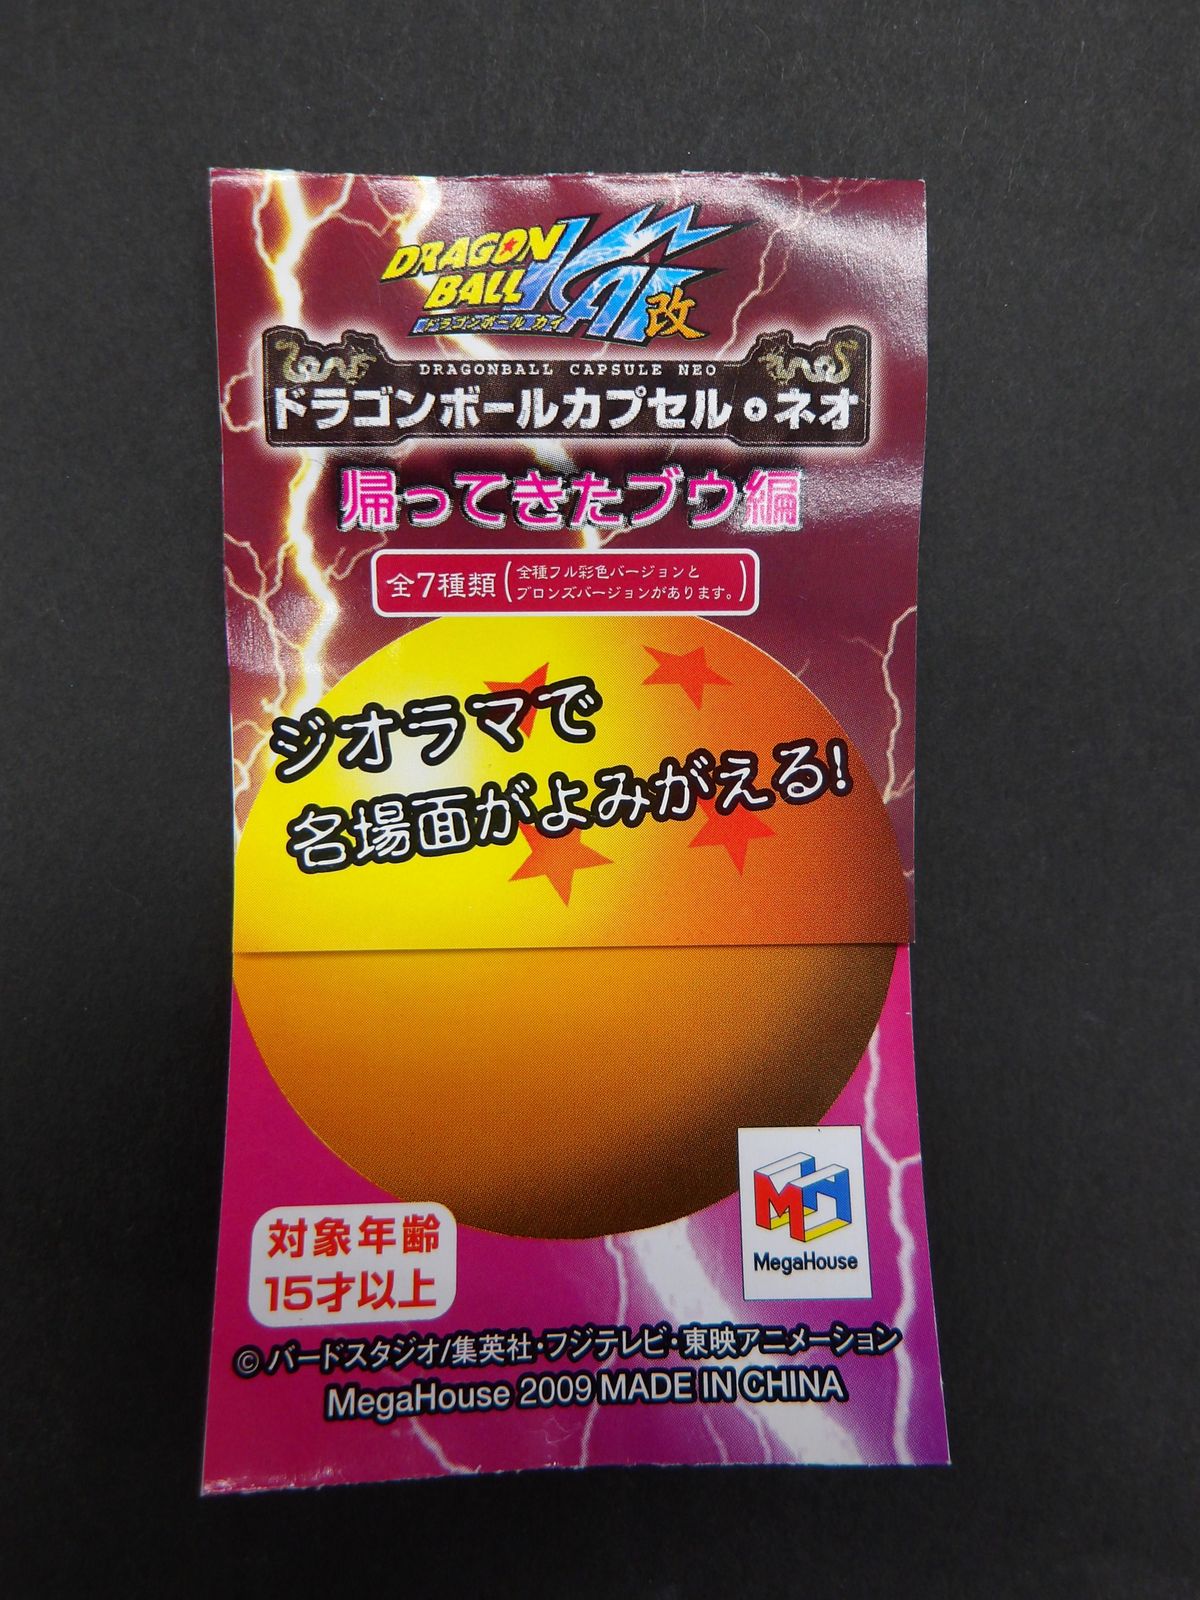 DRAGON
BALL KAI 改
ドラゴンボール カイ
DRAGONBALL CAPSULE NEO
ドラゴンボールカプセル・ネオ
帰ってきたブウ編
全7種類(全種フル彩色バージョンと
ブロンズバージョンがあります。)
ジオラマで
名場面がよみがえる!
MH
MegaHouse
対象年齢
15才以上
© バードスタジオ/集英社・フジテレビ・東映アニメーション
MegaHouse 2009 MADE IN CHINA